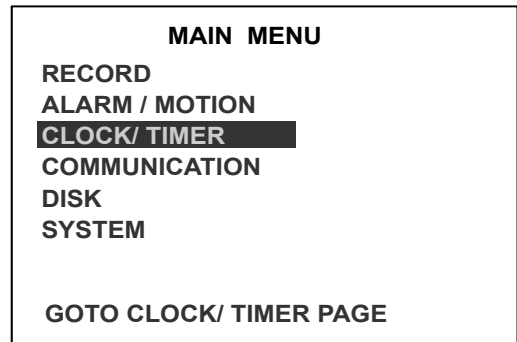 MAIN MENU
RECORD
ALARM / MOTION
CLOCK/ TIMER
COMMUNICATION
DISK
SYSTEM
GOTO CLOCK/ TIMER PAGE